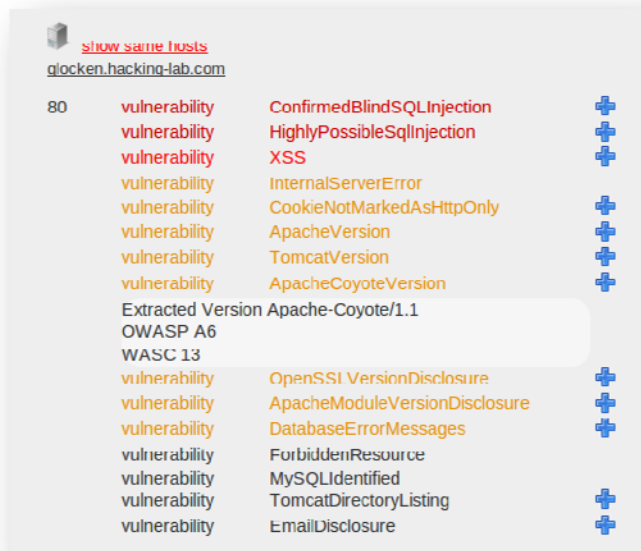 show same hosts
glocken.hacking-lab.com
80 vulnerability ConfirmedBlindSQLInjection
vulnerability HighlyPossibleSqlInjection
vulnerability XSS
vulnerability InternalServerError
vulnerability CookieNotMarkedAsHttpOnly
vulnerability ApacheVersion
vulnerability TomcatVersion
vulnerability ApacheCoyoteVersion
Extracted Version Apache-Coyote/1.1
OWASP A6
WASC 13
vulnerability OpenSSLVersionDisclosure
vulnerability ApacheModuleVersionDisclosure
vulnerability DatabaseErrorMessages
vulnerability ForbiddenResource
vulnerability MySQLIdentified
vulnerability TomcatDirectoryListing
vulnerability EmailDisclosure